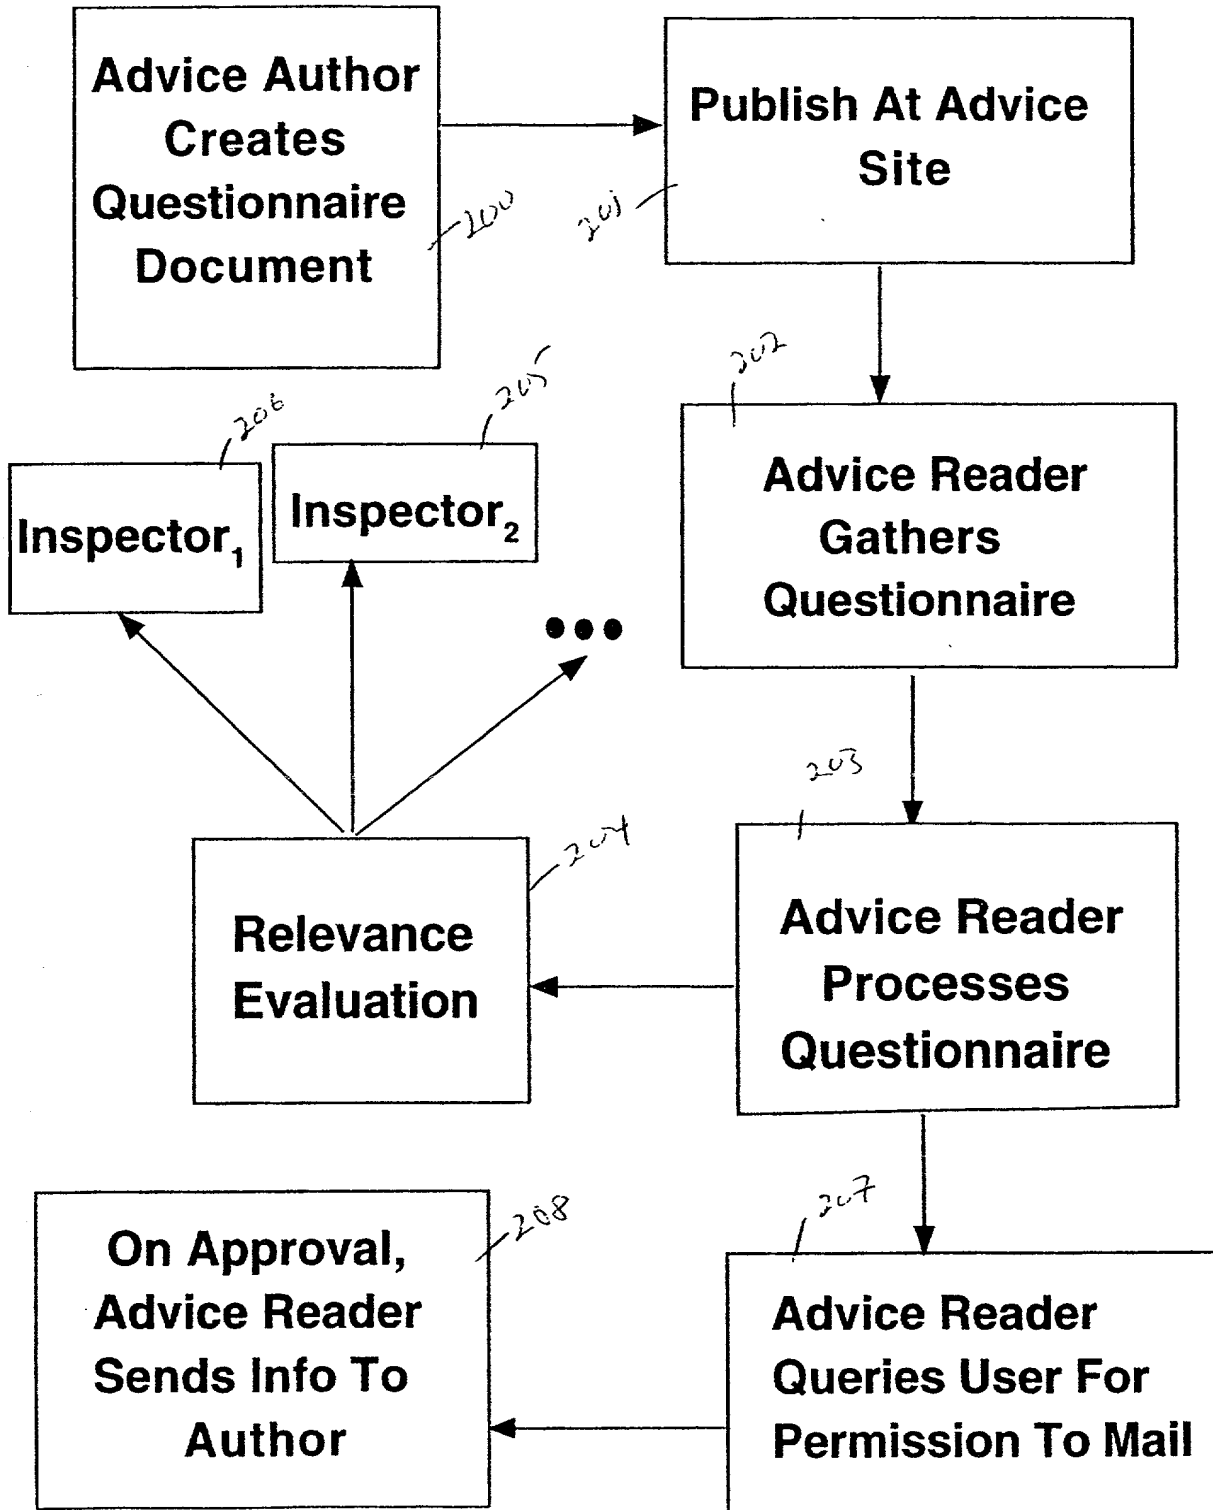 Advice Author
Creates
Questionnaire
Document
200
Publish At Advice
Site
201
202
Advice Reader
Gathers
Questionnaire
206
Inspector₁
205
Inspector₂
•••
203
Advice Reader
Processes
Questionnaire
204
Relevance
Evaluation
207
Advice Reader
Queries User For
Permission To Mail
208
On Approval,
Advice Reader
Sends Info To
Author